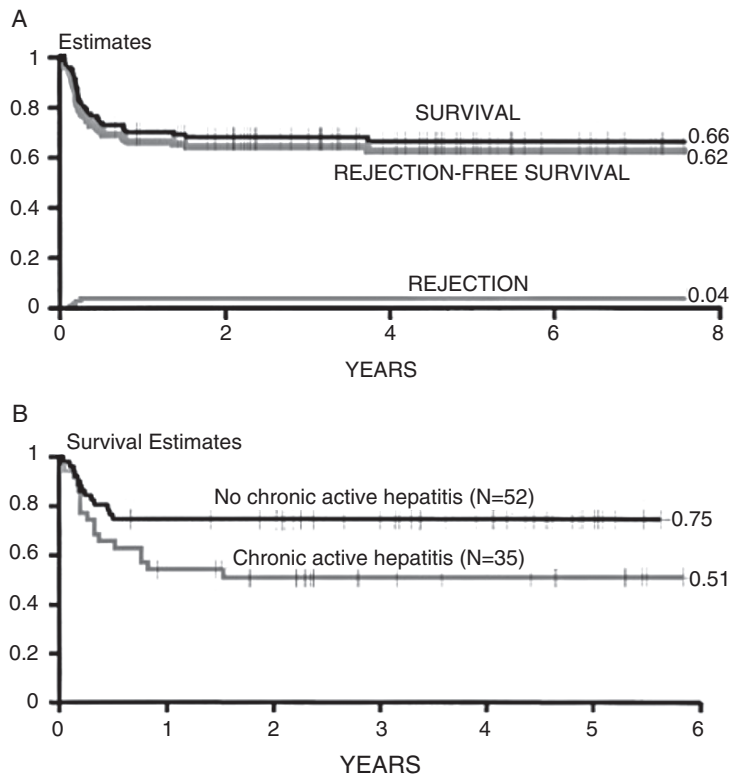 A
Estimates
1
0.8
0.6
0.4
0.2
0
SURVIVAL
0.66
0.62
REJECTION-FREE SURVIVAL
REJECTION
0.04
0 2 4 6 8
YEARS
B
Survival Estimates
1
0.8
0.6
0.4
0.2
0
No chronic active hepatitis (N=52)
0.75
Chronic active hepatitis (N=35)
0.51
0 1 2 3 4 5 6
YEARS